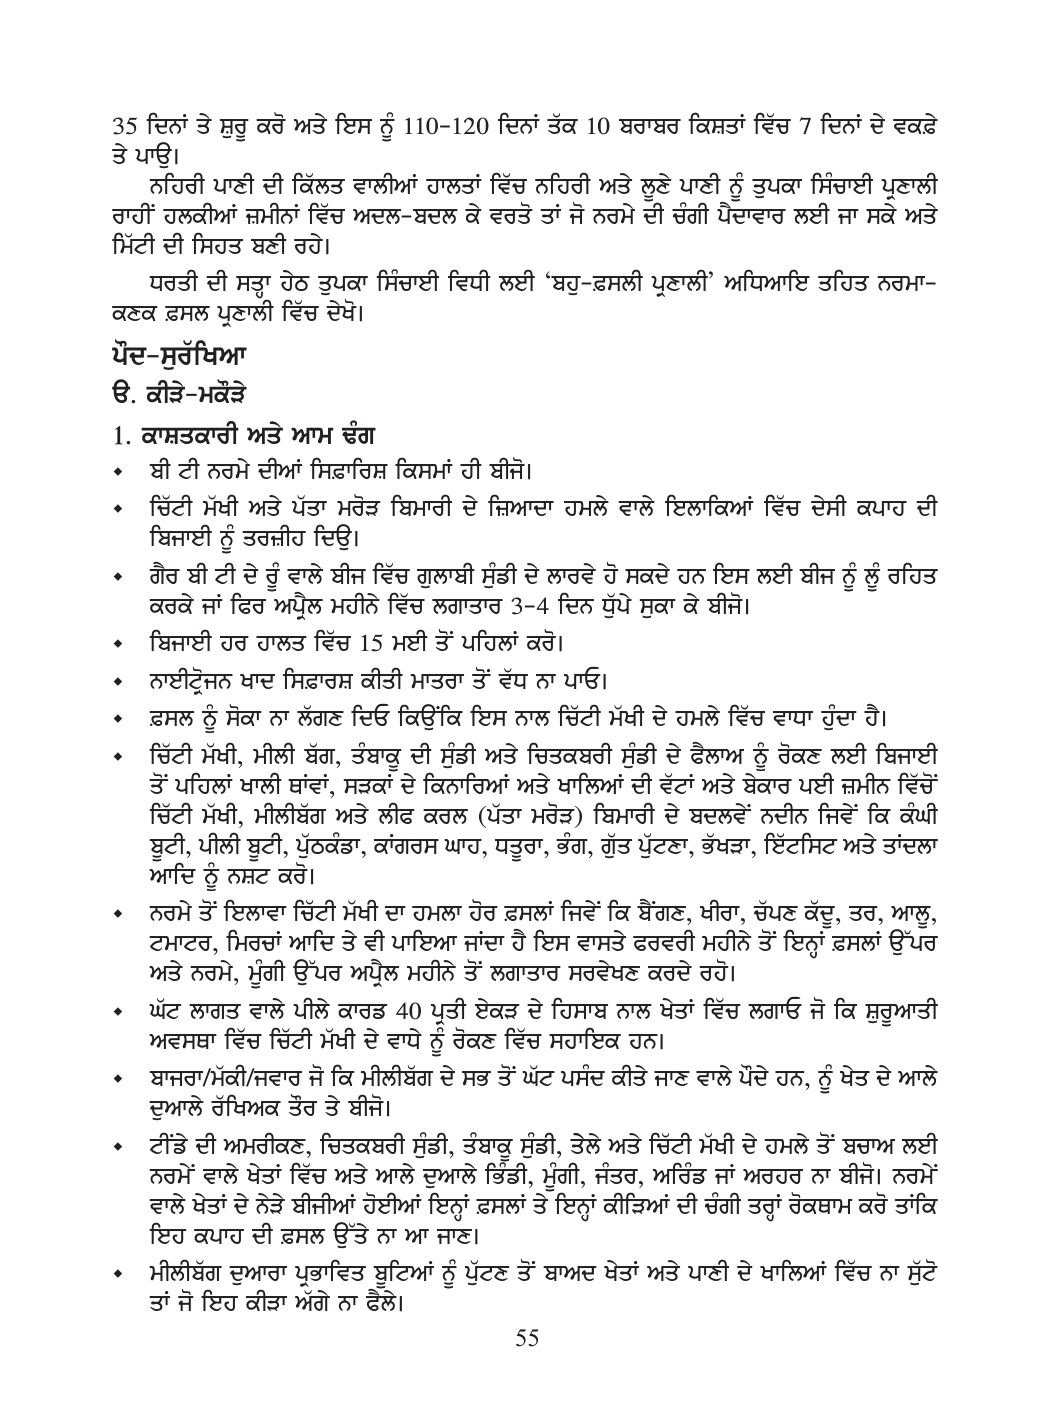 35 ਦਿਨਾਂ ਤੇ ਸ਼ੁਰੂ ਕਰੋ ਅਤੇ ਇਸ ਨੂੰ 110-120 ਦਿਨਾਂ ਤੱਕ 10 ਬਰਾਬਰ ਕਿਸ਼ਤਾਂ ਵਿੱਚ 7 ਦਿਨਾਂ ਦੇ ਵਕਫ਼ੇ
ਤੇ ਪਾਉ।
ਨਹਿਰੀ ਪਾਣੀ ਦੀ ਕਿੱਲਤ ਵਾਲੀਆਂ ਹਾਲਤਾਂ ਵਿੱਚ ਨਹਿਰੀ ਅਤੇ ਲੂਣੇ ਪਾਣੀ ਨੂੰ ਤੁਪਕਾ ਸਿੰਚਾਈ ਪ੍ਰਣਾਲੀ
ਰਾਹੀਂ ਹਲਕੀਆਂ ਜ਼ਮੀਨਾਂ ਵਿੱਚ ਅਦਲ-ਬਦਲ ਕੇ ਵਰਤੋ ਤਾਂ ਜੋ ਨਰਮੇ ਦੀ ਚੰਗੀ ਪੈਦਾਵਾਰ ਲਈ ਜਾ ਸਕੇ ਅਤੇ
ਮਿੱਟੀ ਦੀ ਸਿਹਤ ਬਣੀ ਰਹੇ।
ਧਰਤੀ ਦੀ ਸਤ੍ਹਾ ਹੇਠ ਤੁਪਕਾ ਸਿੰਚਾਈ ਵਿਧੀ ਲਈ ‘ਬਹੁ-ਫ਼ਸਲੀ ਪ੍ਰਣਾਲੀ’ ਅਧਿਆਇ ਤਹਿਤ ਨਰਮਾ-
ਕਣਕ ਫ਼ਸਲ ਪ੍ਰਣਾਲੀ ਵਿੱਚ ਦੇਖੋ।
ਪੌਦ-ਸੁਰੱਖਿਆ
ੳ. ਕੀੜੇ-ਮਕੌੜੇ
1. ਕਾਸ਼ਤਕਾਰੀ ਅਤੇ ਆਮ ਢੰਗ
⬩ ਬੀ ਟੀ ਨਰਮੇ ਦੀਆਂ ਸਿਫ਼ਾਰਿਸ਼ ਕਿਸਮਾਂ ਹੀ ਬੀਜੋ।
⬩ ਚਿੱਟੀ ਮੱਖੀ ਅਤੇ ਪੱਤਾ ਮਰੋੜ ਬਿਮਾਰੀ ਦੇ ਜ਼ਿਆਦਾ ਹਮਲੇ ਵਾਲੇ ਇਲਾਕਿਆਂ ਵਿੱਚ ਦੇਸੀ ਕਪਾਹ ਦੀ
ਬਿਜਾਈ ਨੂੰ ਤਰਜ਼ੀਹ ਦਿਉ।
⬩ ਗੈਰ ਬੀ ਟੀ ਦੇ ਰੂੰ ਵਾਲੇ ਬੀਜ ਵਿੱਚ ਗੁਲਾਬੀ ਸੁੰਡੀ ਦੇ ਲਾਰਵੇ ਹੋ ਸਕਦੇ ਹਨ ਇਸ ਲਈ ਬੀਜ ਨੂੰ ਲੂੰ ਰਹਿਤ
ਕਰਕੇ ਜਾਂ ਫਿਰ ਅਪ੍ਰੈਲ ਮਹੀਨੇ ਵਿੱਚ ਲਗਾਤਾਰ 3-4 ਦਿਨ ਧੁੱਪੇ ਸੁਕਾ ਕੇ ਬੀਜੋ।
⬩ ਬਿਜਾਈ ਹਰ ਹਾਲਤ ਵਿੱਚ 15 ਮਈ ਤੋਂ ਪਹਿਲਾਂ ਕਰੋ।
⬩ ਨਾਈਟ੍ਰੋਜਨ ਖਾਦ ਸਿਫ਼ਾਰਸ਼ ਕੀਤੀ ਮਾਤਰਾ ਤੋਂ ਵੱਧ ਨਾ ਪਾਓ।
⬩ ਫ਼ਸਲ ਨੂੰ ਸੋਕਾ ਨਾ ਲੱਗਣ ਦਿਓ ਕਿਉਂਕਿ ਇਸ ਨਾਲ ਚਿੱਟੀ ਮੱਖੀ ਦੇ ਹਮਲੇ ਵਿੱਚ ਵਾਧਾ ਹੁੰਦਾ ਹੈ।
⬩ ਚਿੱਟੀ ਮੱਖੀ, ਮੀਲੀ ਬੱਗ, ਤੰਬਾਕੂ ਦੀ ਸੁੰਡੀ ਅਤੇ ਚਿਤਕਬਰੀ ਸੁੰਡੀ ਦੇ ਫੈਲਾਅ ਨੂੰ ਰੋਕਣ ਲਈ ਬਿਜਾਈ
ਤੋਂ ਪਹਿਲਾਂ ਖਾਲੀ ਥਾਂਵਾਂ, ਸੜਕਾਂ ਦੇ ਕਿਨਾਰਿਆਂ ਅਤੇ ਖਾਲਿਆਂ ਦੀ ਵੱਟਾਂ ਅਤੇ ਬੇਕਾਰ ਪਈ ਜ਼ਮੀਨ ਵਿੱਚੋਂ
ਚਿੱਟੀ ਮੱਖੀ, ਮੀਲੀਬੱਗ ਅਤੇ ਲੀਫ ਕਰਲ (ਪੱਤਾ ਮਰੋੜ) ਬਿਮਾਰੀ ਦੇ ਬਦਲਵੇਂ ਨਦੀਨ ਜਿਵੇਂ ਕਿ ਕੰਘੀ
ਬੂਟੀ, ਪੀਲੀ ਬੂਟੀ, ਪੁੱਠਕੰਡਾ, ਕਾਂਗਰਸ ਘਾਹ, ਧਤੂਰਾ, ਭੰਗ, ਗੁੱਤ ਪੁੱਟਣਾ, ਭੱਖੜਾ, ਇੱਟਸਿਟ ਅਤੇ ਤਾਂਦਲਾ
ਆਦਿ ਨੂੰ ਨਸ਼ਟ ਕਰੋ।
⬩ ਨਰਮੇ ਤੋਂ ਇਲਾਵਾ ਚਿੱਟੀ ਮੱਖੀ ਦਾ ਹਮਲਾ ਹੋਰ ਫ਼ਸਲਾਂ ਜਿਵੇਂ ਕਿ ਬੈਂਗਣ, ਖੀਰਾ, ਚੱਪਣ ਕੱਦੂ, ਤਰ, ਆਲੂ,
ਟਮਾਟਰ, ਮਿਰਚਾਂ ਆਦਿ ਤੇ ਵੀ ਪਾਇਆ ਜਾਂਦਾ ਹੈ ਇਸ ਵਾਸਤੇ ਫਰਵਰੀ ਮਹੀਨੇ ਤੋਂ ਇਨ੍ਹਾਂ ਫ਼ਸਲਾਂ ਉੱਪਰ
ਅਤੇ ਨਰਮੇ, ਮੂੰਗੀ ਉੱਪਰ ਅਪ੍ਰੈਲ ਮਹੀਨੇ ਤੋਂ ਲਗਾਤਾਰ ਸਰਵੇਖਣ ਕਰਦੇ ਰਹੋ।
⬩ ਘੱਟ ਲਾਗਤ ਵਾਲੇ ਪੀਲੇ ਕਾਰਡ 40 ਪ੍ਰਤੀ ਏਕੜ ਦੇ ਹਿਸਾਬ ਨਾਲ ਖੇਤਾਂ ਵਿੱਚ ਲਗਾਓ ਜੋ ਕਿ ਸ਼ੁਰੂਆਤੀ
ਅਵਸਥਾ ਵਿੱਚ ਚਿੱਟੀ ਮੱਖੀ ਦੇ ਵਾਧੇ ਨੂੰ ਰੋਕਣ ਵਿੱਚ ਸਹਾਇਕ ਹਨ।
⬩ ਬਾਜਰਾ/ਮੱਕੀ/ਜਵਾਰ ਜੋ ਕਿ ਮੀਲੀਬੱਗ ਦੇ ਸਭ ਤੋਂ ਘੱਟ ਪਸੰਦ ਕੀਤੇ ਜਾਣ ਵਾਲੇ ਪੌਦੇ ਹਨ, ਨੂੰ ਖੇਤ ਦੇ ਆਲੇ
ਦੁਆਲੇ ਰੱਖਿਅਕ ਤੌਰ ਤੇ ਬੀਜੋ।
⬩ ਟੀਂਡੇ ਦੀ ਅਮਰੀਕਣ, ਚਿਤਕਬਰੀ ਸੁੰਡੀ, ਤੰਬਾਕੂ ਸੁੰਡੀ, ਤੇਲੇ ਅਤੇ ਚਿੱਟੀ ਮੱਖੀ ਦੇ ਹਮਲੇ ਤੋਂ ਬਚਾਅ ਲਈ
ਨਰਮੇਂ ਵਾਲੇ ਖੇਤਾਂ ਵਿੱਚ ਅਤੇ ਆਲੇ ਦੁਆਲੇ ਭਿੰਡੀ, ਮੂੰਗੀ, ਜੰਤਰ, ਅਰਿੰਡ ਜਾਂ ਅਰਹਰ ਨਾ ਬੀਜੋ। ਨਰਮੇਂ
ਵਾਲੇ ਖੇਤਾਂ ਦੇ ਨੇੜੇ ਬੀਜੀਆਂ ਹੋਈਆਂ ਇਨ੍ਹਾਂ ਫ਼ਸਲਾਂ ਤੇ ਇਨ੍ਹਾਂ ਕੀੜਿਆਂ ਦੀ ਚੰਗੀ ਤਰ੍ਹਾਂ ਰੋਕਥਾਮ ਕਰੋ ਤਾਂਕਿ
ਇਹ ਕਪਾਹ ਦੀ ਫ਼ਸਲ ਉੱਤੇ ਨਾ ਆ ਜਾਣ।
⬩ ਮੀਲੀਬੱਗ ਦੁਆਰਾ ਪ੍ਰਭਾਵਿਤ ਬੂਟਿਆਂ ਨੂੰ ਪੁੱਟਣ ਤੋਂ ਬਾਅਦ ਖੇਤਾਂ ਅਤੇ ਪਾਣੀ ਦੇ ਖਾਲਿਆਂ ਵਿੱਚ ਨਾ ਸੁੱਟੋ
ਤਾਂ ਜੋ ਇਹ ਕੀੜਾ ਅੱਗੇ ਨਾ ਫੈਲੇ।
55